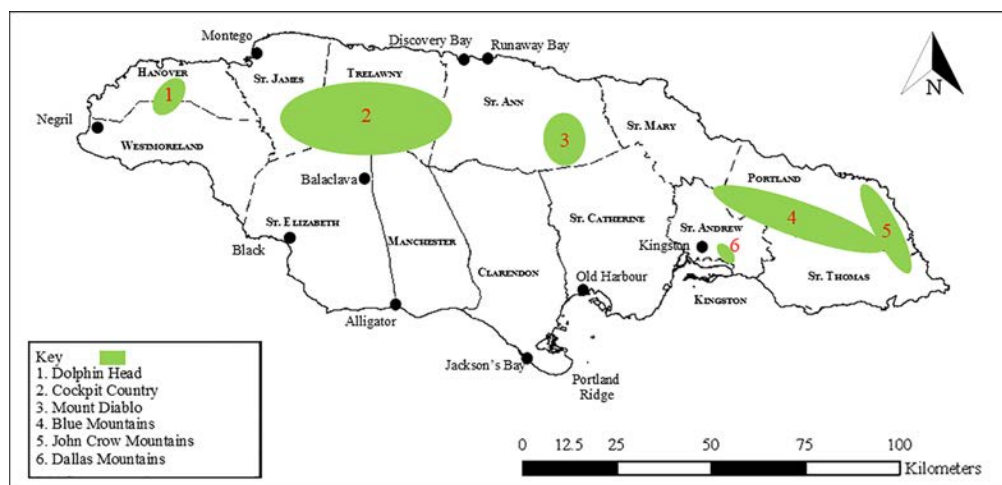 Montego
Discovery Bay
Runaway Bay
HANOVER
ST. JAMES
TRELAWNY
1
2
ST. ANN
3
ST. MARY
N
Negril
WESTMORELAND
Balaclava
PORTLAND
4
5
ST. ELIZABETH
ST. CATHERINE
ST. ANDREW
Black
MANCHESTER
Kingston
6
CLARENDON
Old Harbour
ST. THOMAS
KINGSTON
Alligator
Jackson's Bay
Portland
Ridge
Key
1. Dolphin Head
2. Cockpit Country
3. Mount Diablo
4. Blue Mountains
5. John Crow Mountains
6. Dallas Mountains
0 12.5 25 50 75 100
Kilometers